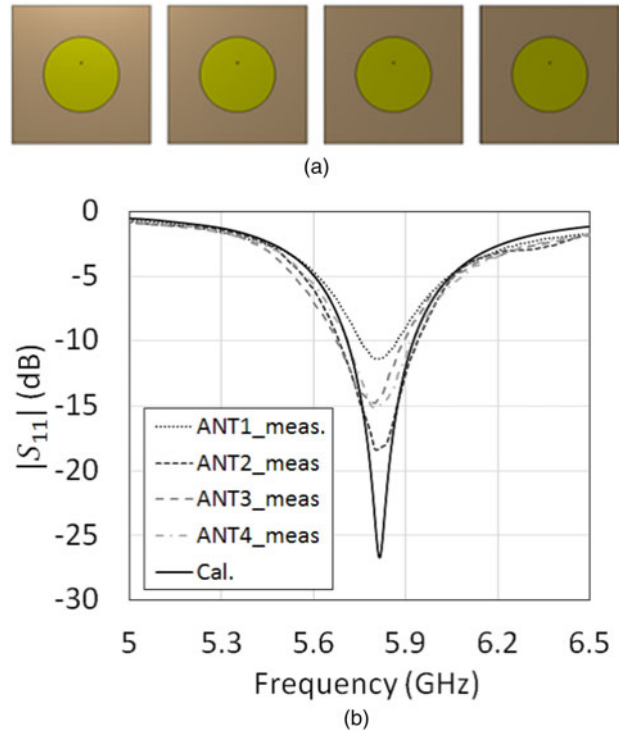 (a)
0
-5
-10
-15
-20
-25
-30
|S₁₁| (dB)
ANT1_meas.
ANT2_meas
ANT3_meas
ANT4_meas
Cal.
5 5.3 5.6 5.9 6.2 6.5
Frequency (GHz)
(b)